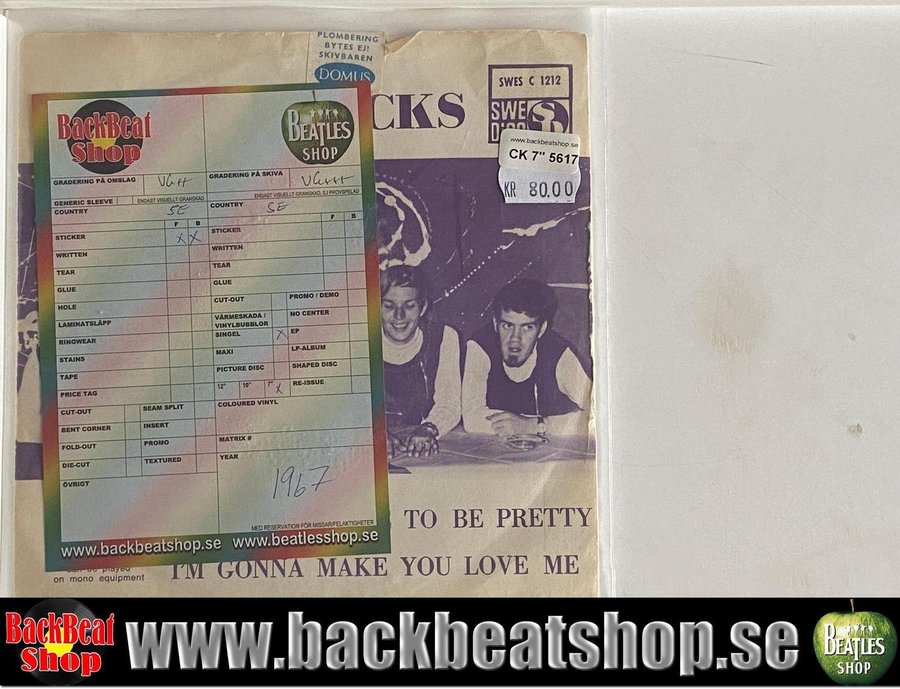 PLOMBERING
BYTES EJ!
SKIVBAREN
DOMUS
CKS
SWES C 1212
SWE
DISC
www.backbeatshop.se
CK 7" 5617
KR 80.00
BackBeat
Shop
BEATLES
SHOP
GRADERING PÅ OMSLAG VG++
GRADERING PÅ SKIVA VG+++
GENERIC SLEEVE ENDAST VISUELLT GRANSKAD
ENDAST VISUELLT GRANSKAD, EJ PROVSPELAD
COUNTRY SE
COUNTRY SE
F B
F B
STICKER X X
STICKER
WRITTEN
WRITTEN
TEAR
TEAR
GLUE
GLUE
HOLE
CUT-OUT
PROMO / DEMO
LAMINATSLÄPP
VÄRMESKADA /
VINYLBUBBLOR
NO CENTER
RINGWEAR
SINGEL X
EP
STAINS
MAXI
LP-ALBUM
TAPE
PICTURE DISC
SHAPED DISC
PRICE TAG
12" 10" 7" X
RE-ISSUE
CUT-OUT
SEAM SPLIT
COLOURED VINYL
BENT CORNER
INSERT
FOLD-OUT
PROMO
MATRIX #
DIE-CUT
TEXTURED
YEAR
ÖVRIGT
1967
MED RESERVATION FÖR MISSAR/FELAKTIGHETER
www.backbeatshop.se www.beatlesshop.se
TO BE PRETTY
can be played
on mono equipment
I'M GONNA MAKE YOU LOVE ME
BackBeat
Shop
www.backbeatshop.se
BEATLES
SHOP